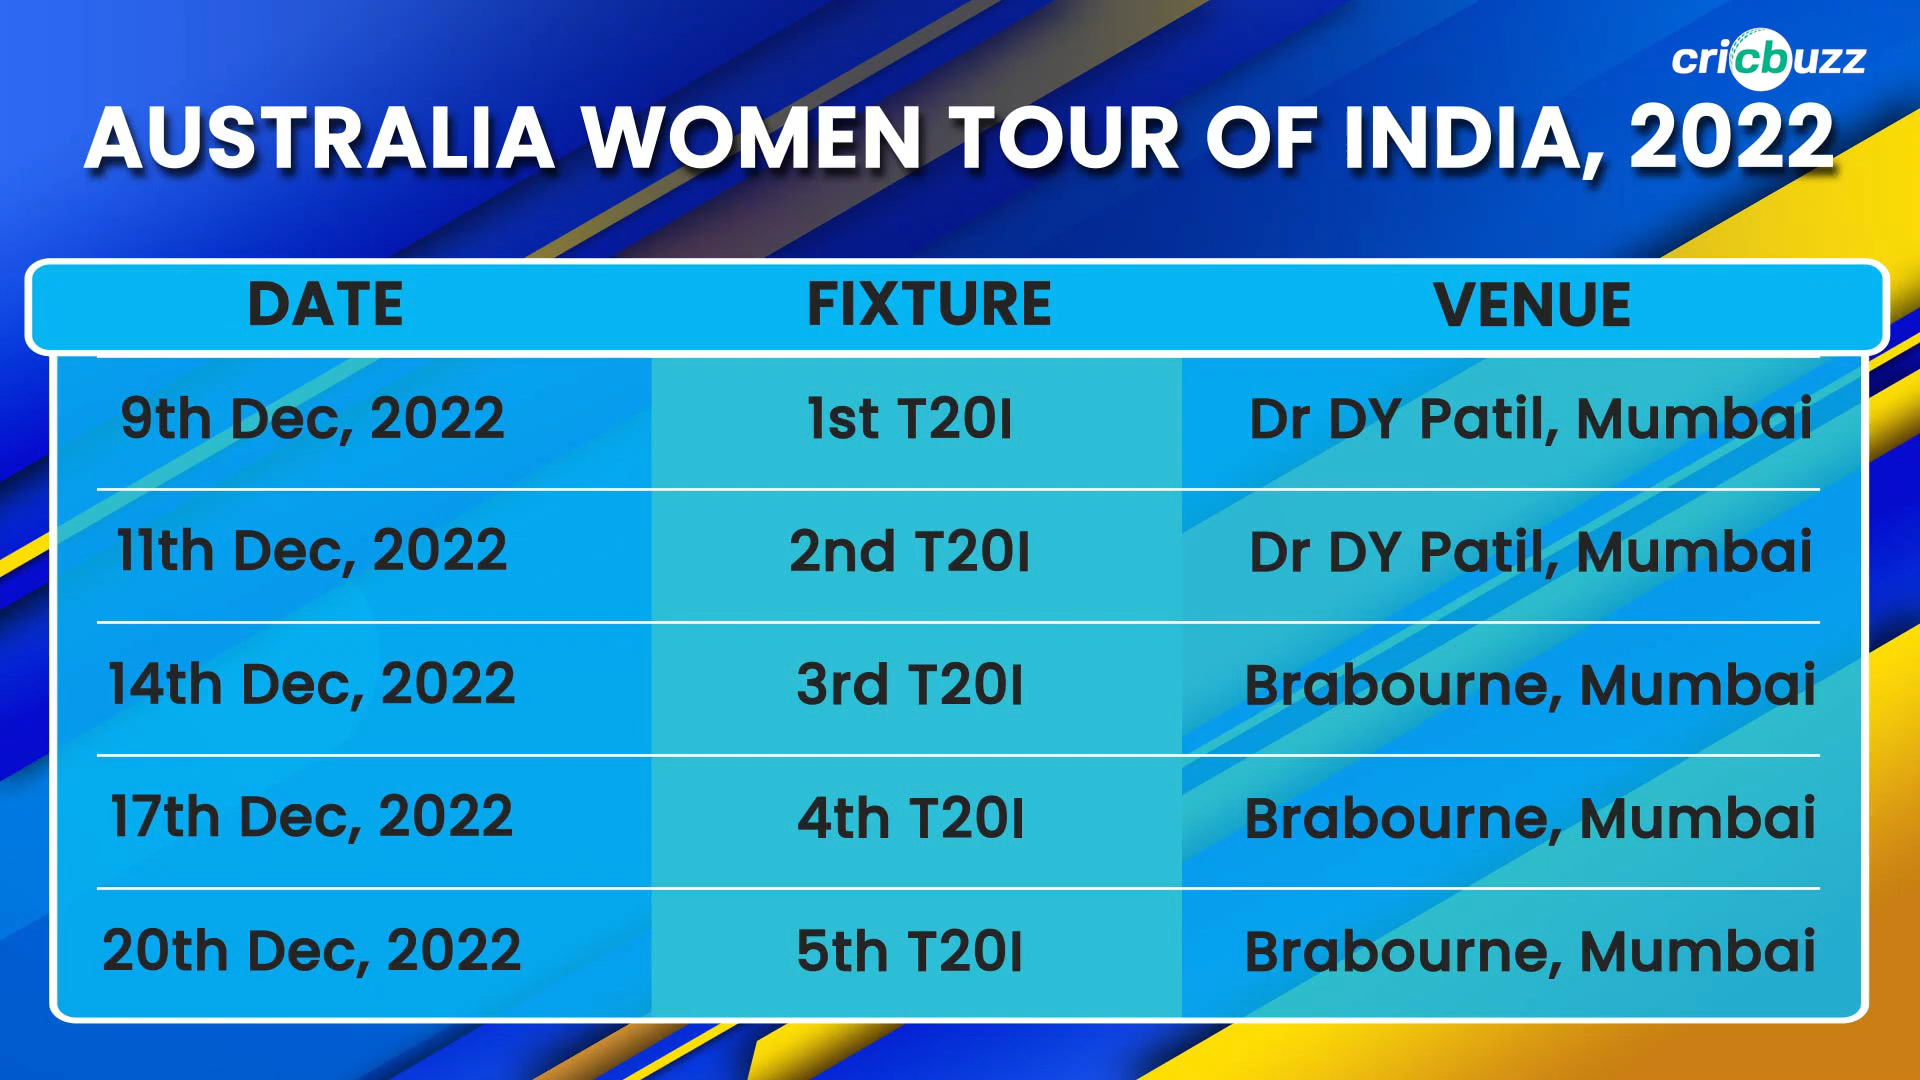 cricbuzz
AUSTRALIA WOMEN TOUR OF INDIA, 2022
DATE FIXTURE VENUE
9th Dec, 2022 1st T20I Dr DY Patil, Mumbai
11th Dec, 2022 2nd T20I Dr DY Patil, Mumbai
14th Dec, 2022 3rd T20I Brabourne, Mumbai
17th Dec, 2022 4th T20I Brabourne, Mumbai
20th Dec, 2022 5th T20I Brabourne, Mumbai